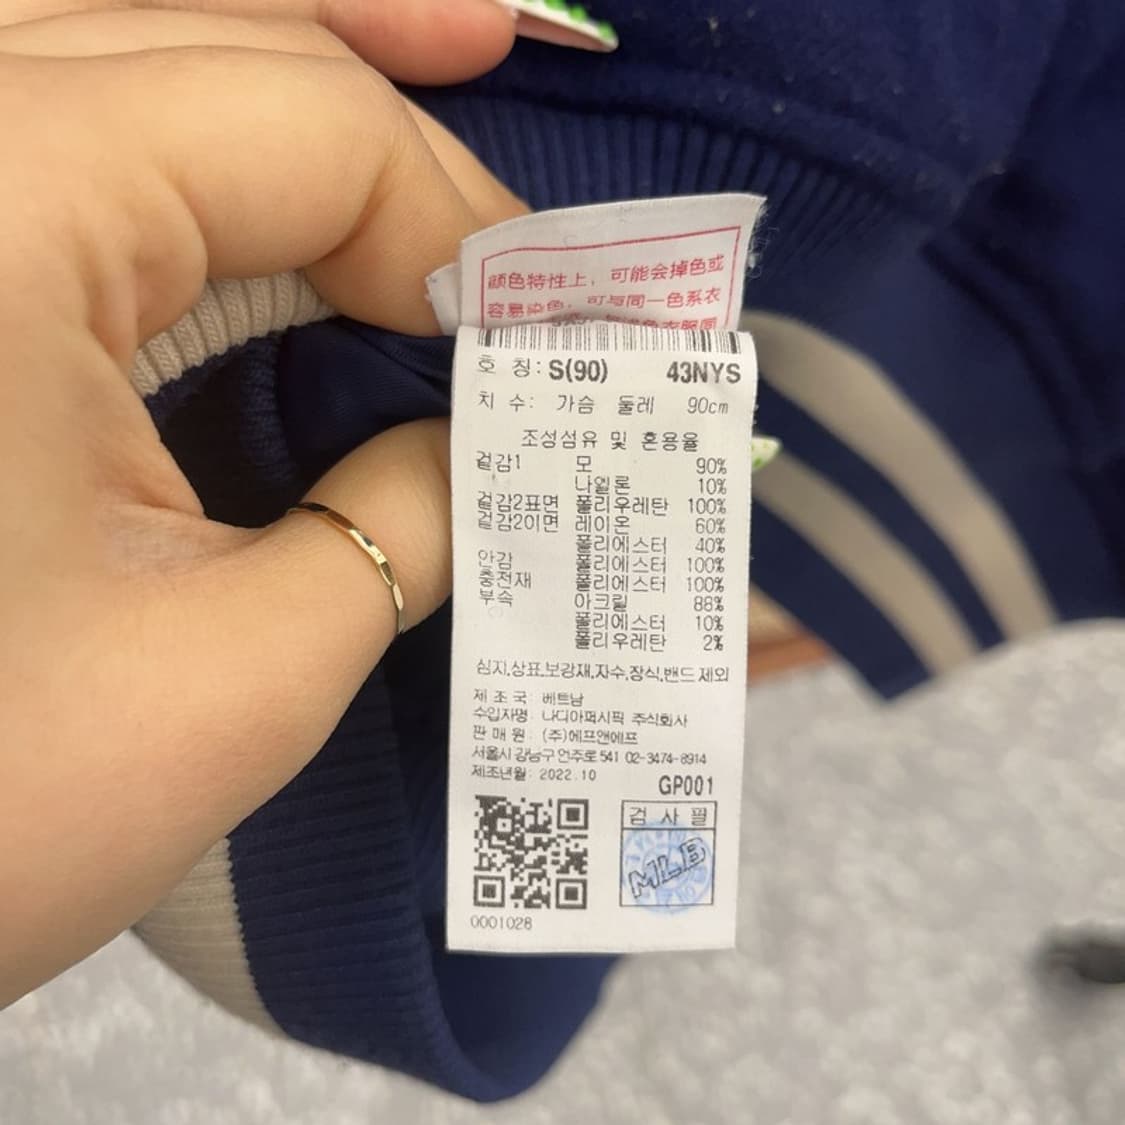 顔色特性上，可能会掉色或
容易染色，可与同一色系衣
浅色衣服同
호 칭: S(90) 43NYS
치 수: 가슴 둘레 90cm
조성섬유 및 혼용율
겉감1 모 90%
나일론 10%
겉감2표면 폴리우레탄 100%
겉감2이면 레이온 60%
폴리에스터 40%
안감 폴리에스터 100%
충전재 폴리에스터 100%
부속 아크릴 88%
폴리에스터 10%
폴리우레탄 2%
심지,상표,보강재,자수,장식,밴드 제외
제 조 국: 베트남
수입자명: 나디아퍼시픽 주식회사
판 매 원: (주)에프앤에프
서울시 강남구 언주로 541 02-3474-8914
제조년월: 2022.10
GP001
검 사 필
MLB
0001028